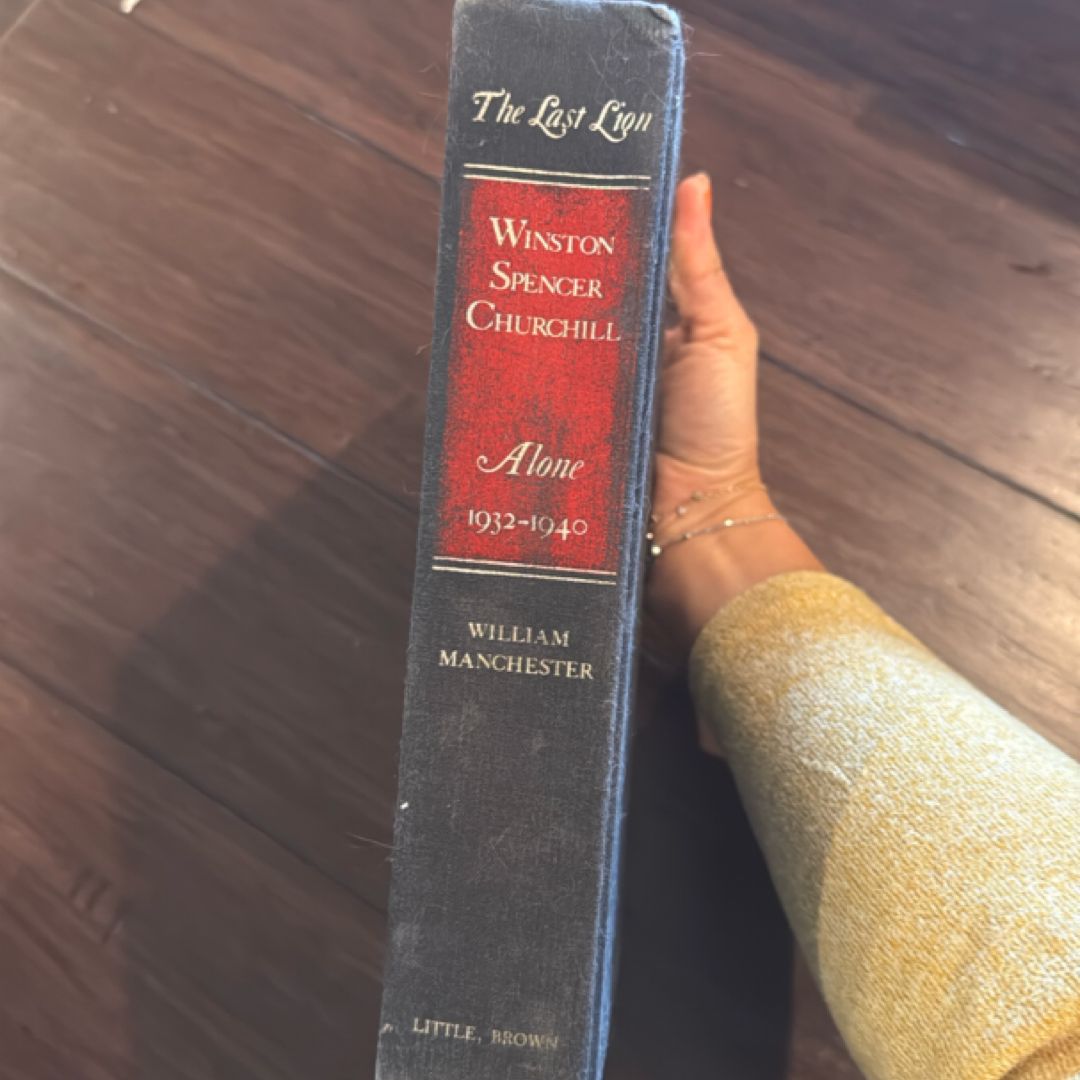 The Last Lion
WINSTON
SPENCER
CHURCHILL
Alone
1932-1940
WILLIAM
MANCHESTER
LITTLE, BROWN